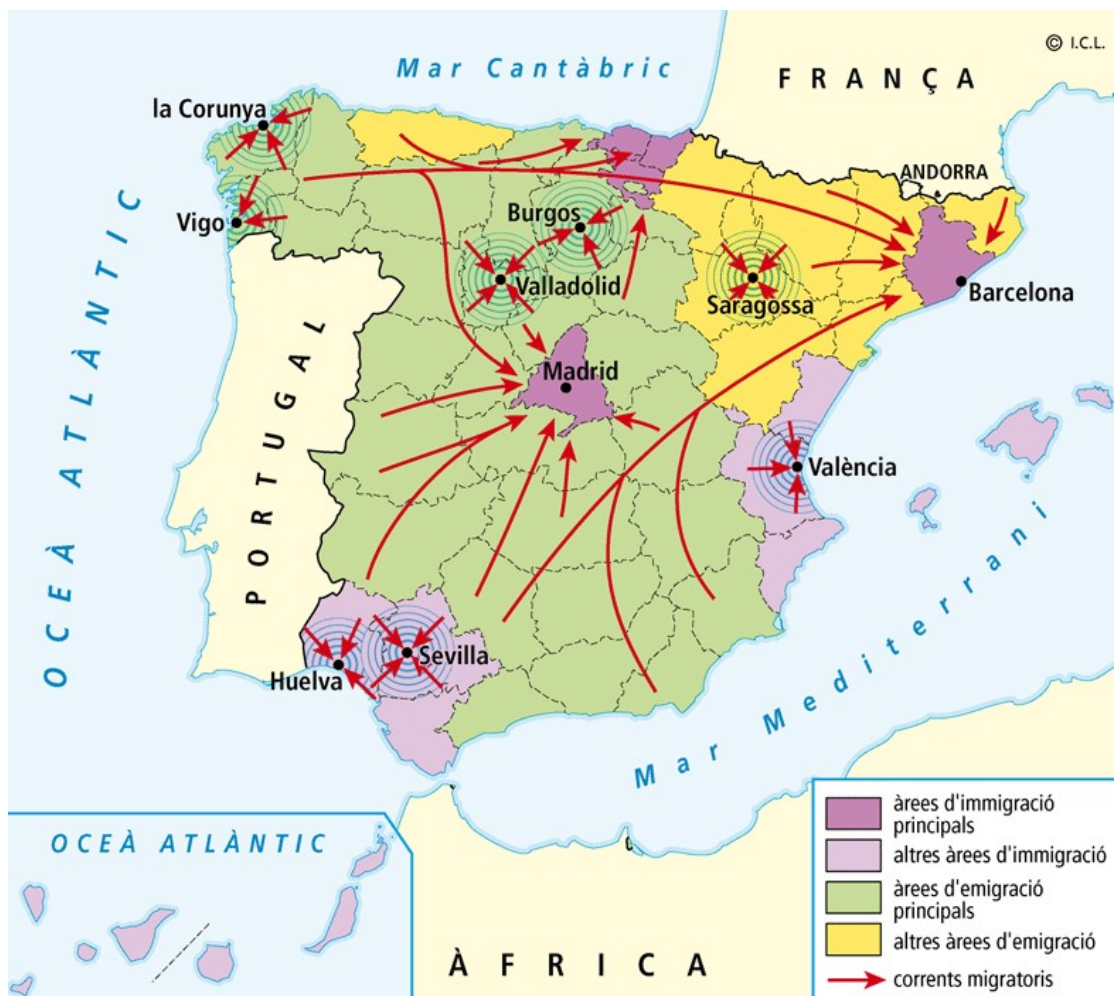 © I.C.L.
Mar Cantàbric
FRANÇA
la Corunya
ANDORRA
Vigo
Burgos
Valladolid
Saragossa
Barcelona
Madrid
OCEÀ ATLÀNTIC
PORTUGAL
València
Sevilla
Huelva
Mar Mediterrani
OCEÀ ATLÀNTIC
ÀFRICA
àrees d'immigració
principals
altres àrees d'immigració
àrees d'emigració
principals
altres àrees d'emigració
corrents migratoris